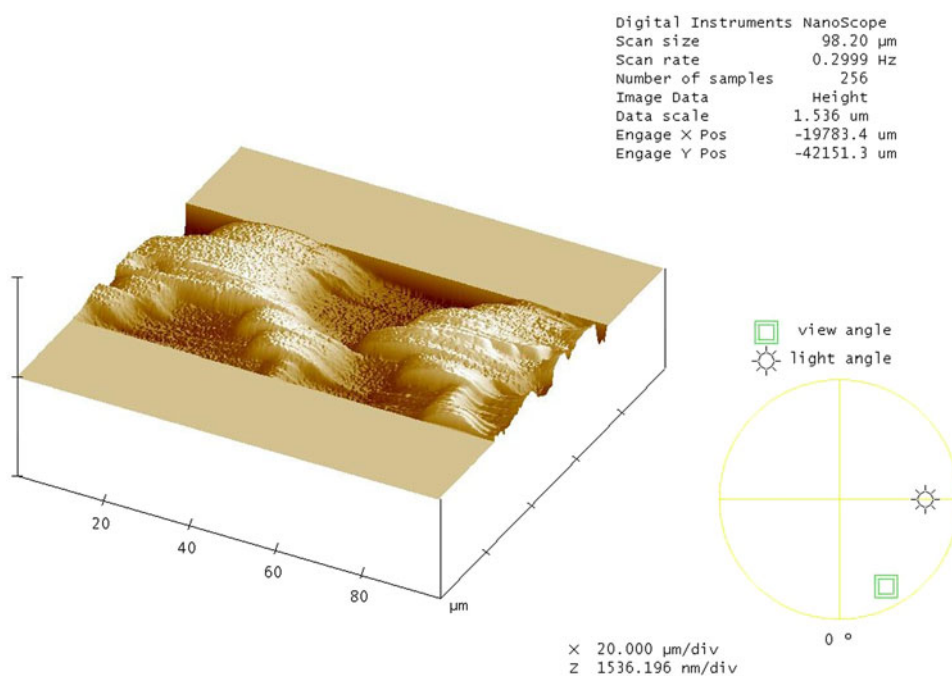 Digital Instruments NanoScope
Scan size 98.20 µm
Scan rate 0.2999 Hz
Number of samples 256
Image Data Height
Data scale 1.536 um
Engage X Pos -19783.4 um
Engage Y Pos -42151.3 um
view angle
light angle
20
40
60
80
µm
0 º
X 20.000 µm/div
Z 1536.196 nm/div